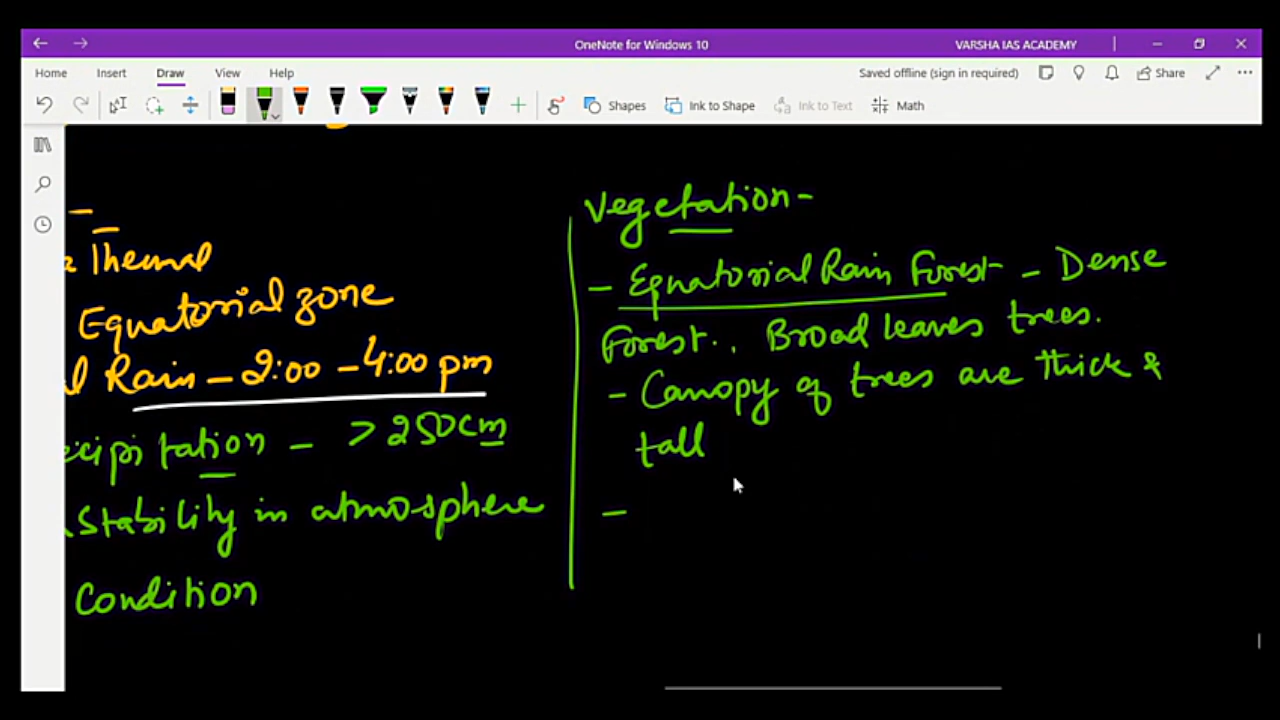 OneNote for Windows 10
VARSHA IAS ACADEMY
Home Insert Draw View Help
Saved offline (sign in required)
Share
Shapes
Ink to Shape
Ink to Text
Math
Thermal
Equatorial zone
Rain - 2:00 - 4:00 pm
cipitation - > 250cm
Stability in atmosphere
Condition
Vegetation -
- Equatorial Rain Forest - Dense
Forest. Broad leaves trees.
- Canopy of trees are thick &
tall
-